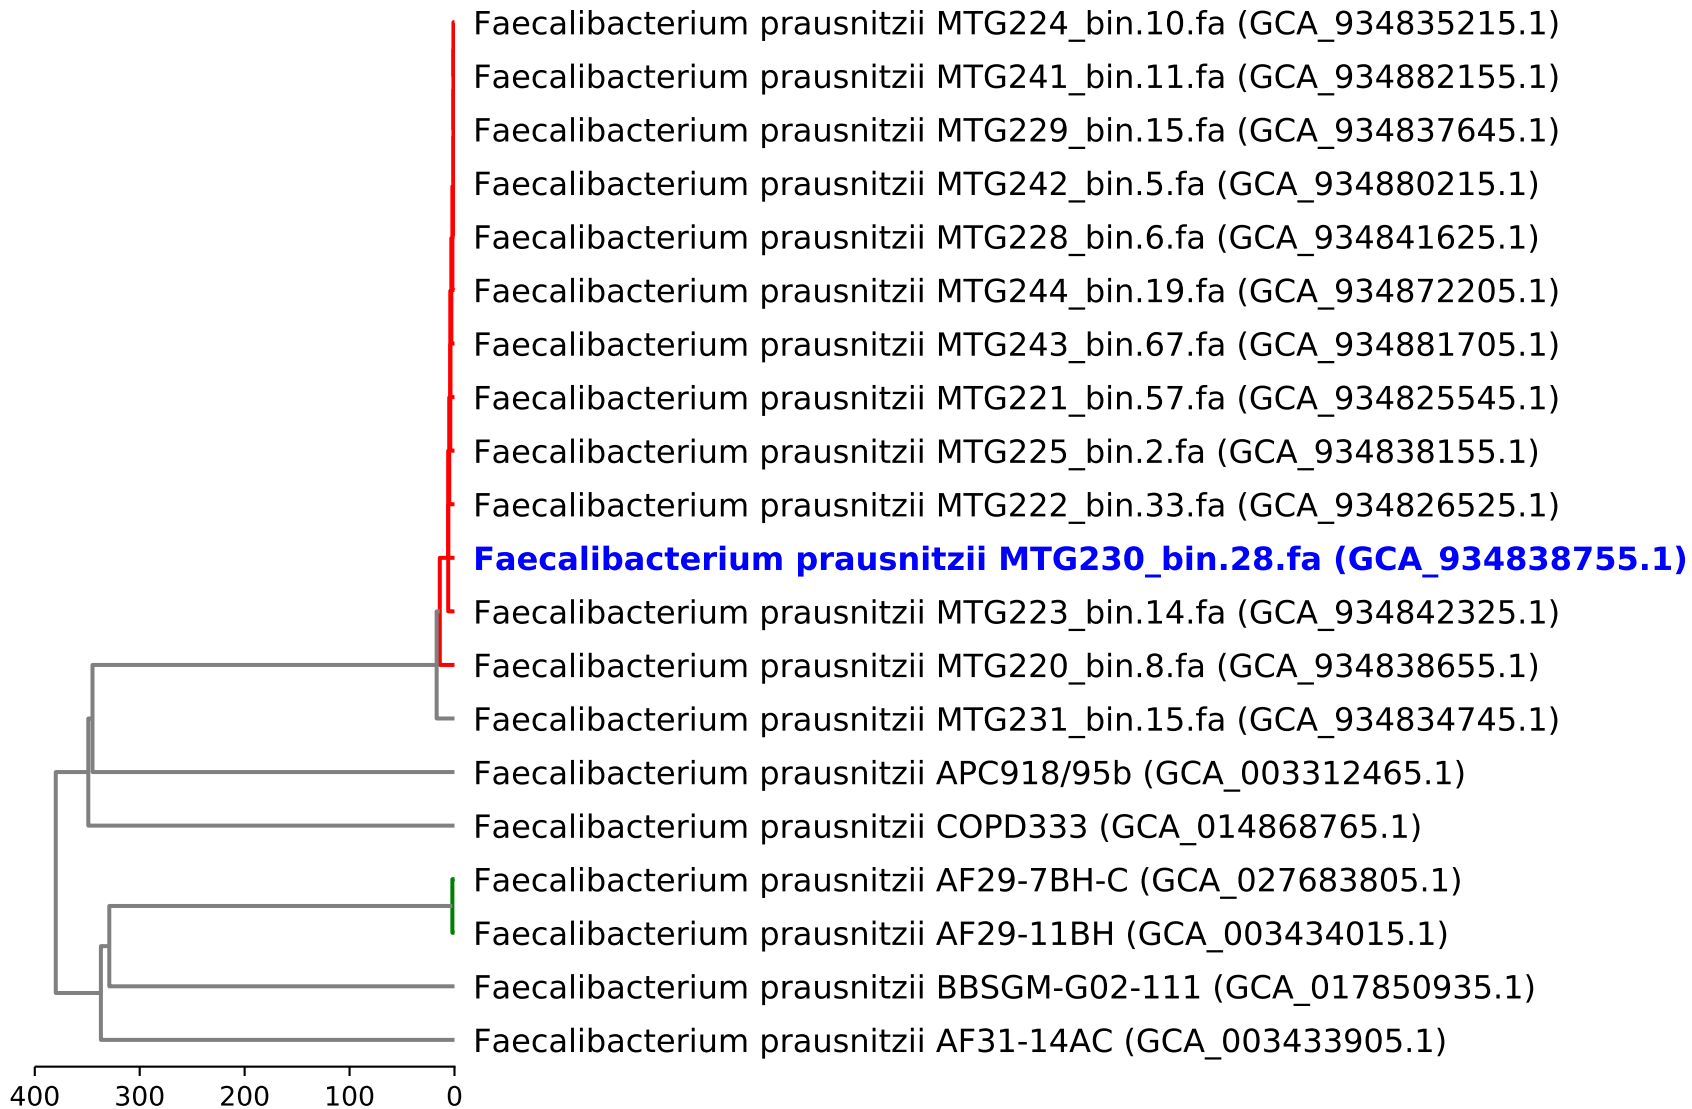 Faecalibacterium prausnitzii MTG224_bin.10.fa (GCA_934835215.1)
Faecalibacterium prausnitzii MTG241_bin.11.fa (GCA_934882155.1)
Faecalibacterium prausnitzii MTG229_bin.15.fa (GCA_934837645.1)
Faecalibacterium prausnitzii MTG242_bin.5.fa (GCA_934880215.1)
Faecalibacterium prausnitzii MTG228_bin.6.fa (GCA_934841625.1)
Faecalibacterium prausnitzii MTG244_bin.19.fa (GCA_934872205.1)
Faecalibacterium prausnitzii MTG243_bin.67.fa (GCA_934881705.1)
Faecalibacterium prausnitzii MTG221_bin.57.fa (GCA_934825545.1)
Faecalibacterium prausnitzii MTG225_bin.2.fa (GCA_934838155.1)
Faecalibacterium prausnitzii MTG222_bin.33.fa (GCA_934826525.1)
Faecalibacterium prausnitzii MTG230_bin.28.fa (GCA_934838755.1)
Faecalibacterium prausnitzii MTG223_bin.14.fa (GCA_934842325.1)
Faecalibacterium prausnitzii MTG220_bin.8.fa (GCA_934838655.1)
Faecalibacterium prausnitzii MTG231_bin.15.fa (GCA_934834745.1)
Faecalibacterium prausnitzii APC918/95b (GCA_003312465.1)
Faecalibacterium prausnitzii COPD333 (GCA_014868765.1)
Faecalibacterium prausnitzii AF29-7BH-C (GCA_027683805.1)
Faecalibacterium prausnitzii AF29-11BH (GCA_003434015.1)
Faecalibacterium prausnitzii BBSGM-G02-111 (GCA_017850935.1)
Faecalibacterium prausnitzii AF31-14AC (GCA_003433905.1)
400 300 200 100 0